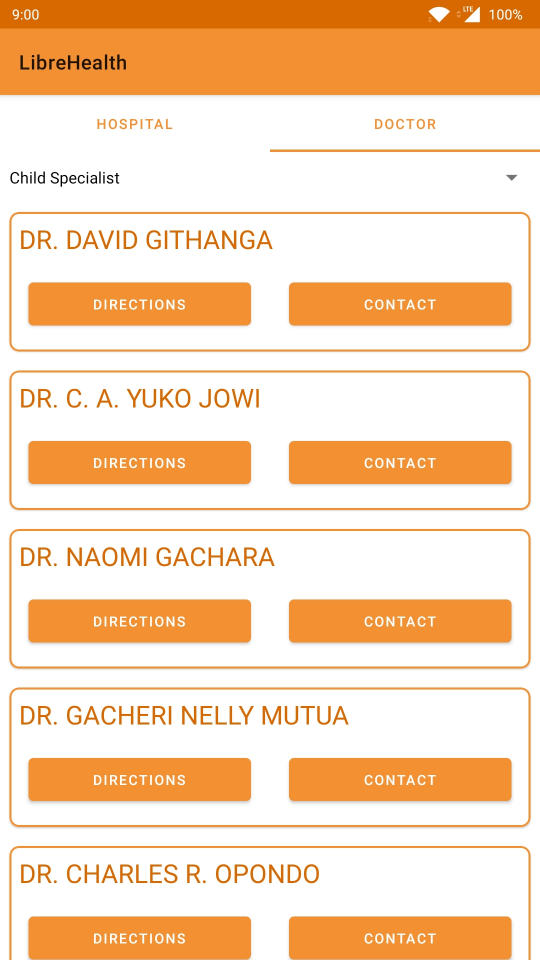 9:00 LTE 100%
LibreHealth
HOSPITAL DOCTOR
Child Specialist
DR. DAVID GITHANGA
DIRECTIONS CONTACT
DR. C. A. YUKO JOWI
DIRECTIONS CONTACT
DR. NAOMI GACHARA
DIRECTIONS CONTACT
DR. GACHERI NELLY MUTUA
DIRECTIONS CONTACT
DR. CHARLES R. OPONDO
DIRECTIONS CONTACT